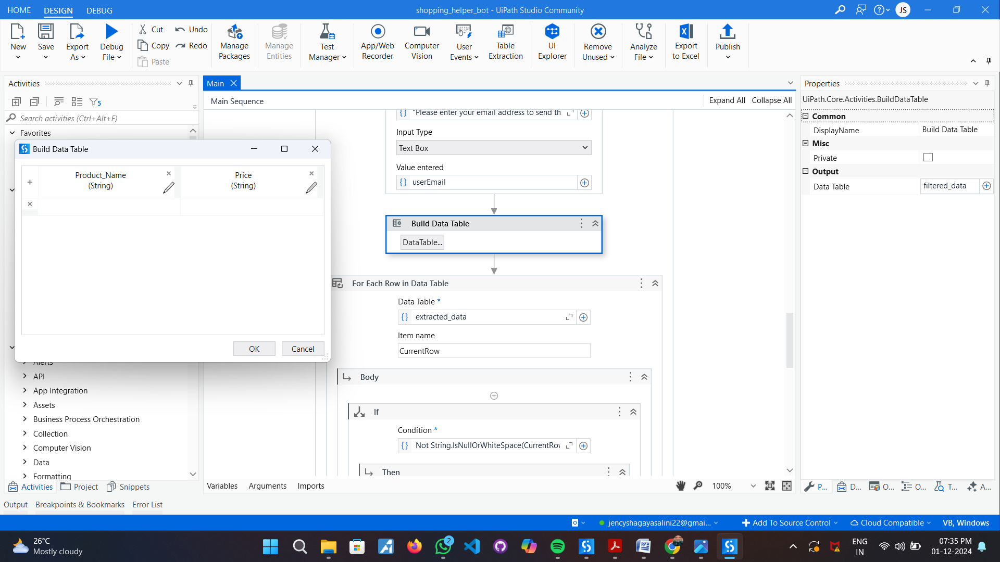 HOME DESIGN DEBUG
shopping_helper_bot - UiPath Studio Community
JS
New
Save
Export As
Debug File
Cut
Copy
Paste
Undo
Redo
Manage Packages
Manage Entities
Test Manager
App/Web Recorder
Computer Vision
User Events
Table Extraction
UI Explorer
Remove Unused
Analyze File
Export to Excel
Publish
Activities
5
Search activities (Ctrl+Alt+F)
Favorites
Build Data Table
Product_Name
(String)
Price
(String)
OK Cancel
Alerts
API
App Integration
Assets
Business Process Orchestration
Collection
Computer Vision
Data
Formatting
Activities Project Snippets
Main
Main Sequence
Expand All Collapse All
{} "Please enter your email address to send th
Input Type
Text Box
Value entered
{} userEmail
Build Data Table
DataTable...
For Each Row in Data Table
Data Table *
{} extracted_data
Item name
CurrentRow
Body
If
Condition *
{} Not String.IsNullOrWhiteSpace(CurrentRow
Then
Variables Arguments Imports
100%
Properties
UiPath.Core.Activities.BuildDataTable
Common
DisplayName Build Data Table
Misc
Private
Output
Data Table filtered_data
P... D... O... O... T... A...
Output Breakpoints & Bookmarks Error List
jencyshagayasalini22@gmai...
Add To Source Control
Cloud Compatible
VB, Windows
26°C
Mostly cloudy
2
ENG
IN
07:35 PM
01-12-2024